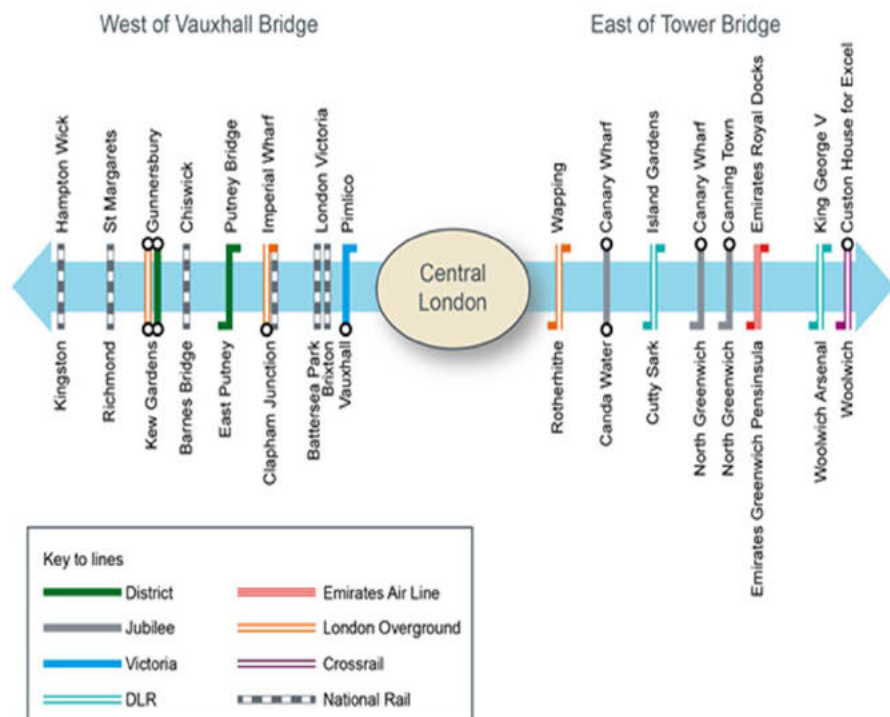 West of Vauxhall Bridge
East of Tower Bridge
Hampton Wick
St Margarets
Gunnersbury
Chiswick
Putney Bridge
Imperial Wharf
London Victoria
Pimlico
Wapping
Canary Wharf
Island Gardens
Canary Wharf
Canning Town
Emirates Royal Docks
King George V
Custon House for Excel
Central
London
Kingston
Richmond
Kew Gardens
Barnes Bridge
East Putney
Clapham Junction
Battersea Park
Brixton
Vauxhall
Rotherhithe
Canda Water
Cutty Sark
North Greenwich
North Greenwich
Emirates Greenwich Pensinsula
Woolwich Arsenal
Woolwich
Key to lines
District
Jubilee
Victoria
DLR
Emirates Air Line
London Overground
Crossrail
National Rail